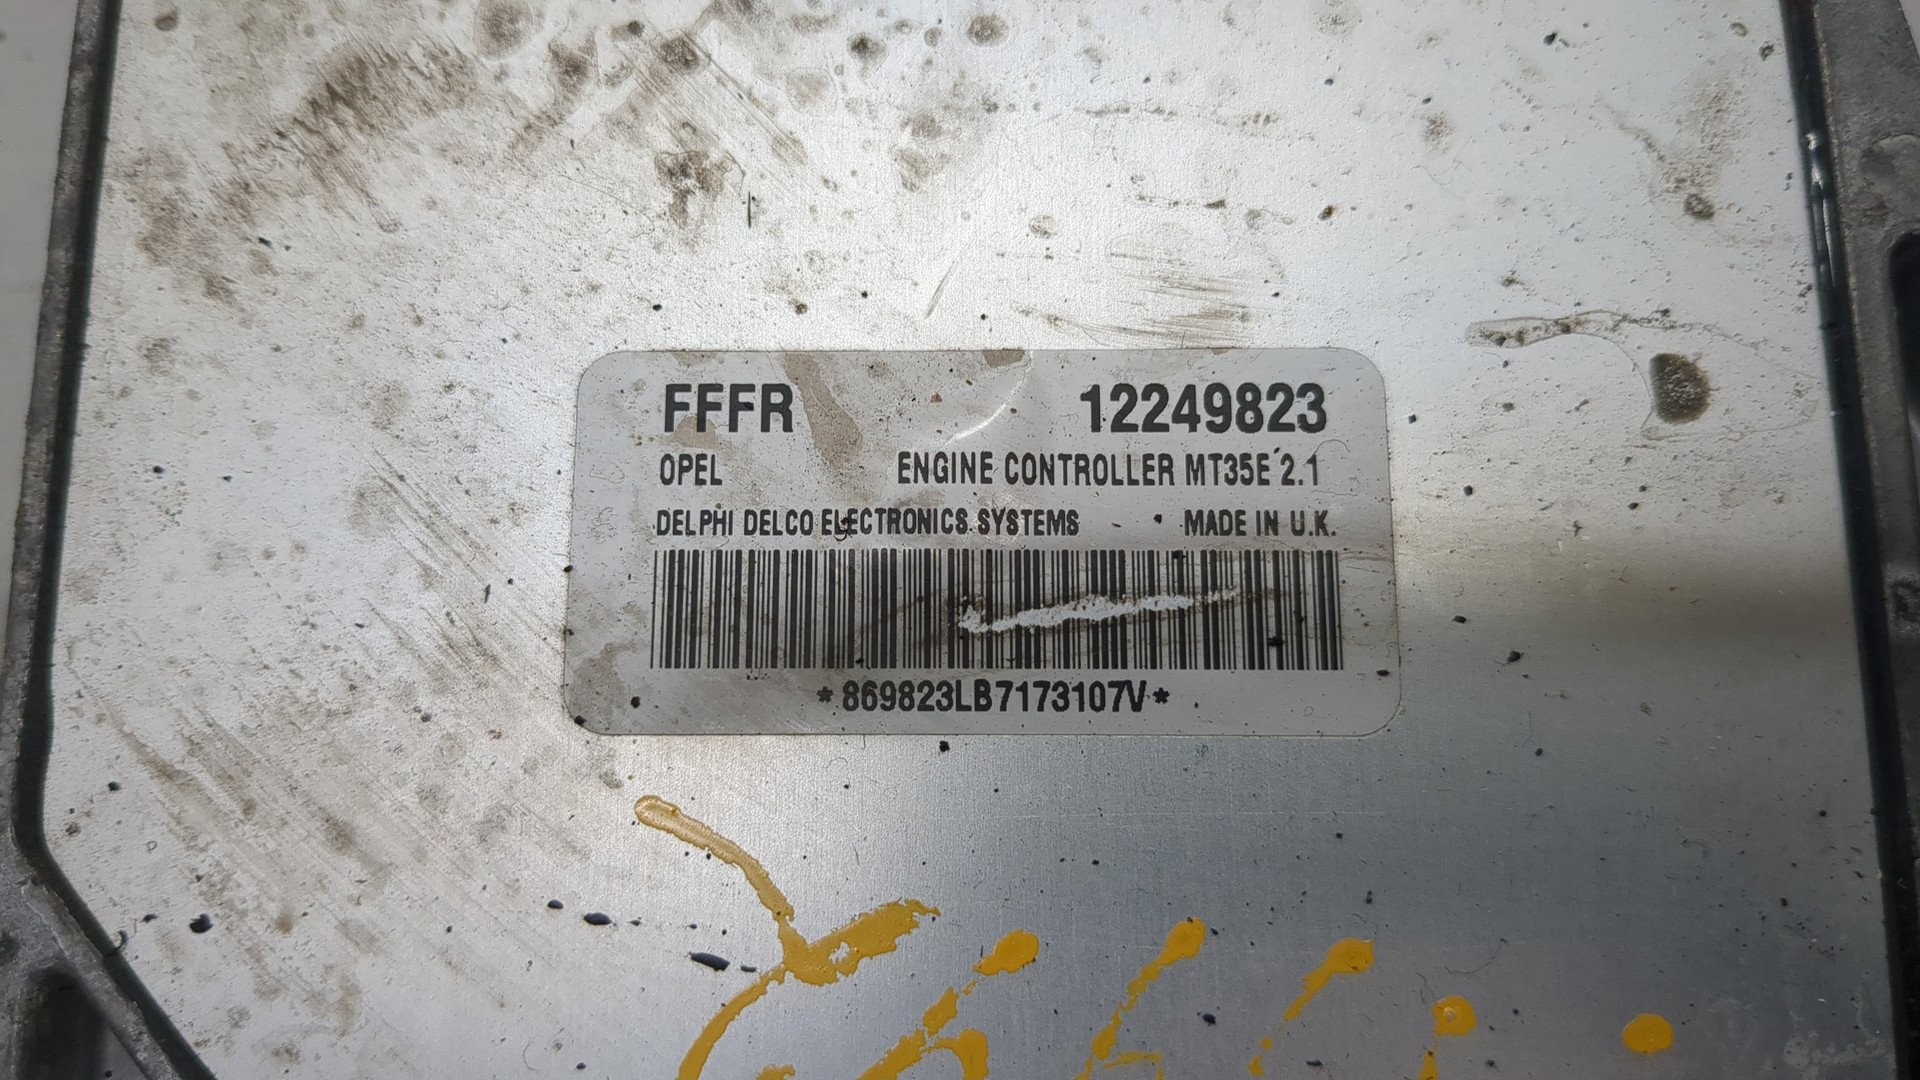 FFFR 12249823
OPEL ENGINE CONTROLLER MT35E 2.1
DELPHI DELCO ELECTRONICS SYSTEMS - MADE IN U.K.
*869823LB7173107V*